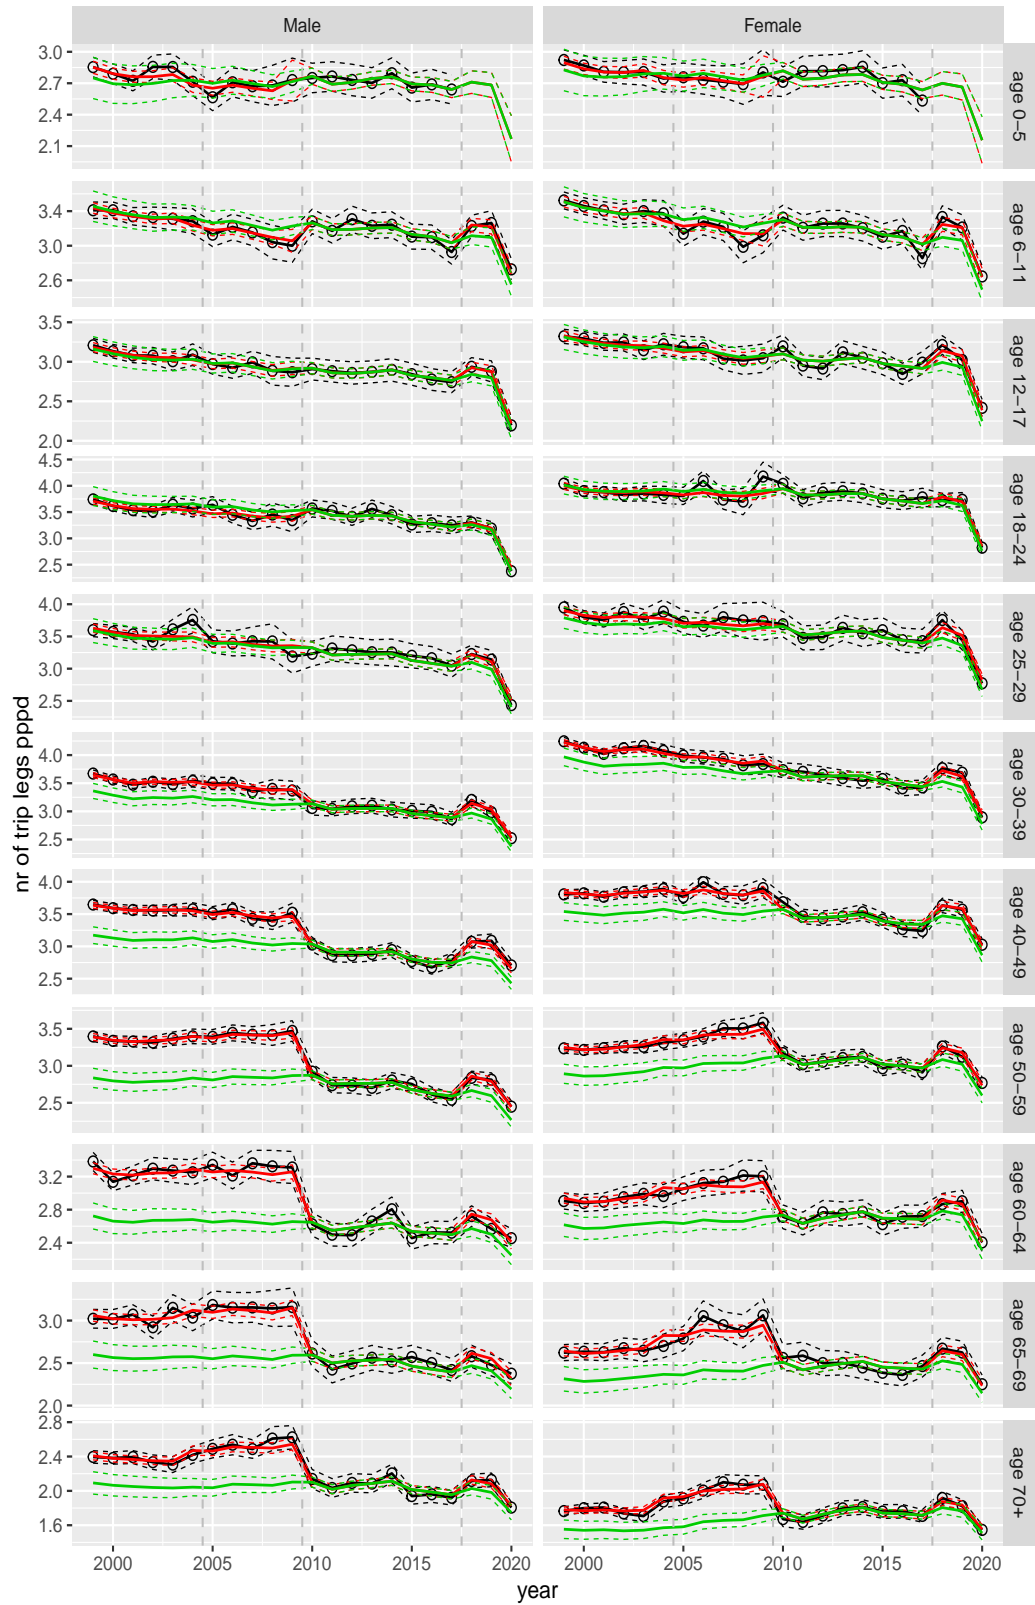 Male Female
3.0
2.7
2.4
2.1
age 0–5
3.4
3.0
2.6
age 6–11
3.5
3.0
2.5
2.0
age 12–17
4.5
4.0
3.5
3.0
2.5
age 18–24
4.0
3.5
3.0
2.5
age 25–29
4.0
3.5
3.0
2.5
age 30–39
4.0
3.5
3.0
2.5
age 40–49
3.5
3.0
2.5
age 50–59
3.2
2.8
2.4
age 60–64
3.0
2.5
2.0
age 65–69
2.8
2.4
2.0
1.6
age 70+
nr of trip legs pppd
2000 2005 2010 2015 2020 2000 2005 2010 2015 2020
year